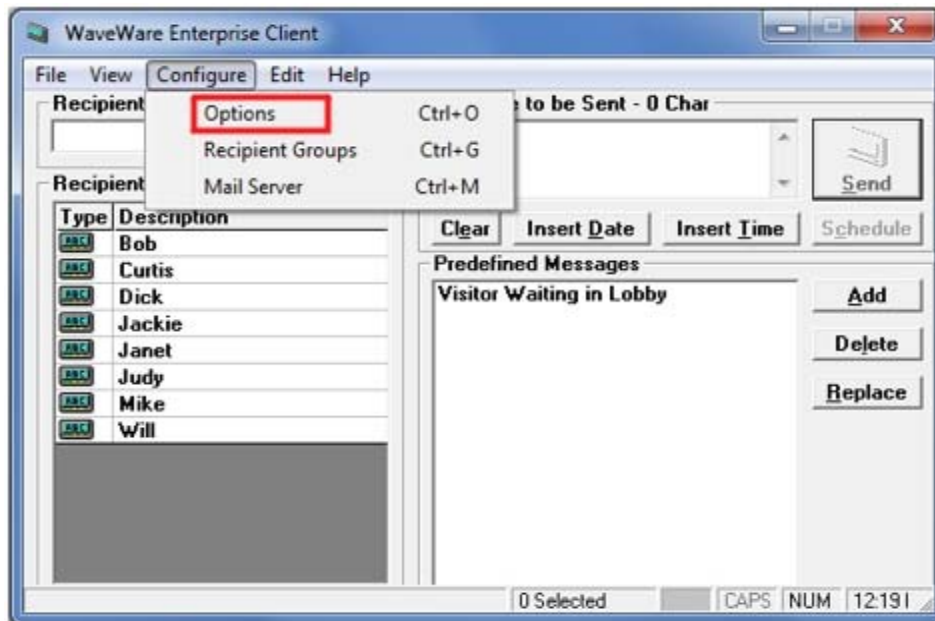 WaveWare Enterprise Client
File View Configure Edit Help
Options Ctrl+O
Recipient Groups Ctrl+G
Mail Server Ctrl+M
Recipient
to be Sent - 0 Char
Send
Clear Insert Date Insert Time Schedule
Recipient
Type Description
Bob
Curtis
Dick
Jackie
Janet
Judy
Mike
Will
Predefined Messages
Visitor Waiting in Lobby
Add
Delete
Replace
0 Selected CAPS NUM 12:19